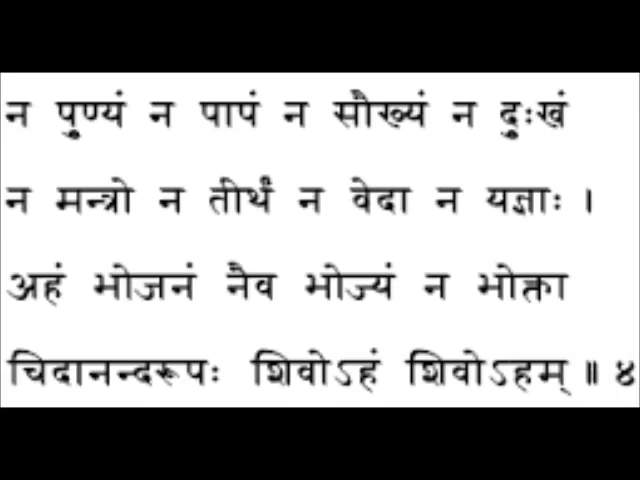 न पुण्यं न पापं न सौख्यं न दुःखं
न मन्त्रो न तीर्थं न वेदा न यज्ञाः ।
अहं भोजनं नैव भोज्यं न भोक्ता
चिदानन्दरूपः शिवोऽहं शिवोऽहम् ॥ ४